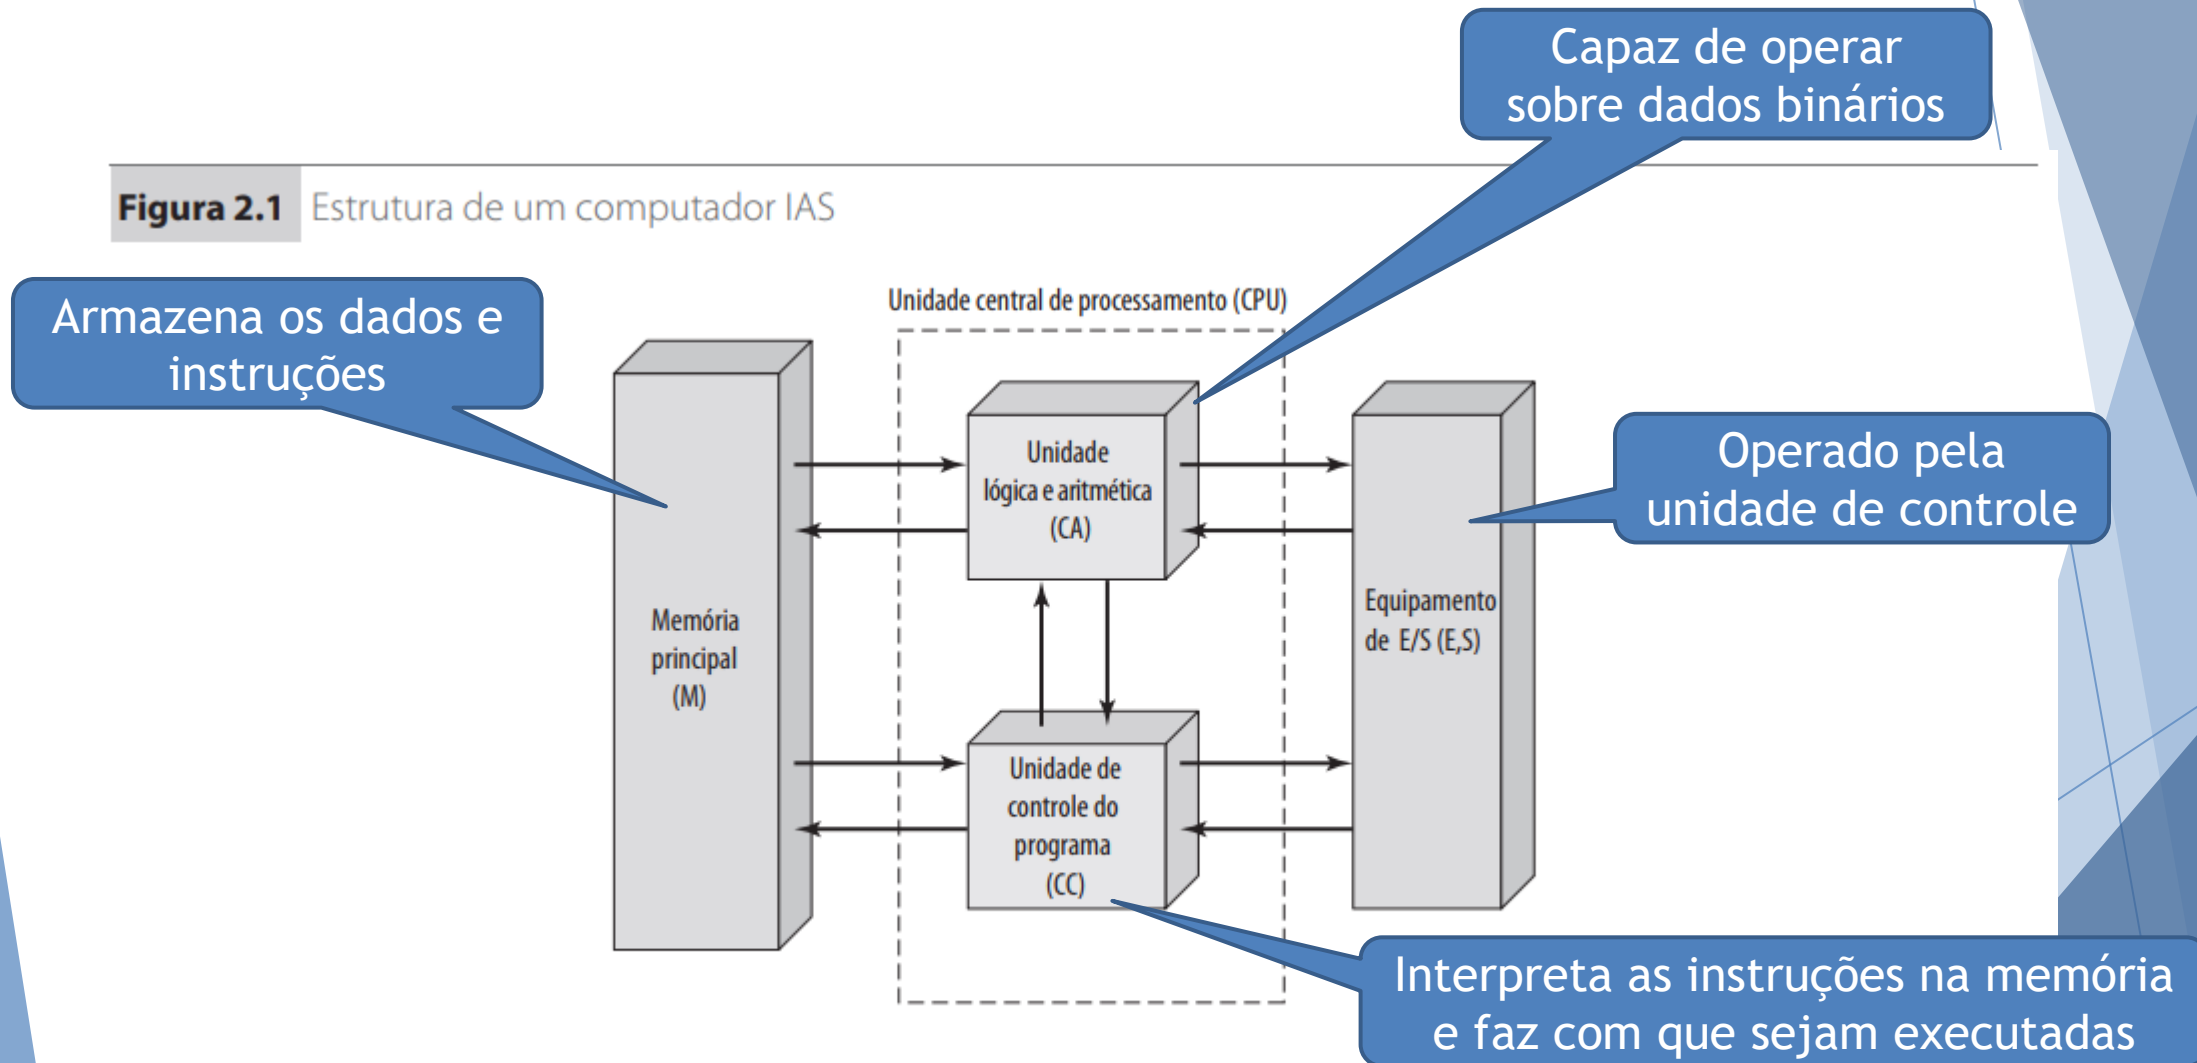 Capaz de operar
sobre dados binários
Figura 2.1 Estrutura de um computador IAS
Armazena os dados e
instruções
Unidade central de processamento (CPU)
Unidade
lógica e aritmética
(CA)
Operado pela
unidade de controle
Memória
principal
(M)
Equipamento
de E/S (E,S)
Unidade de
controle do
programa
(CC)
Interpreta as instruções na memória
e faz com que sejam executadas